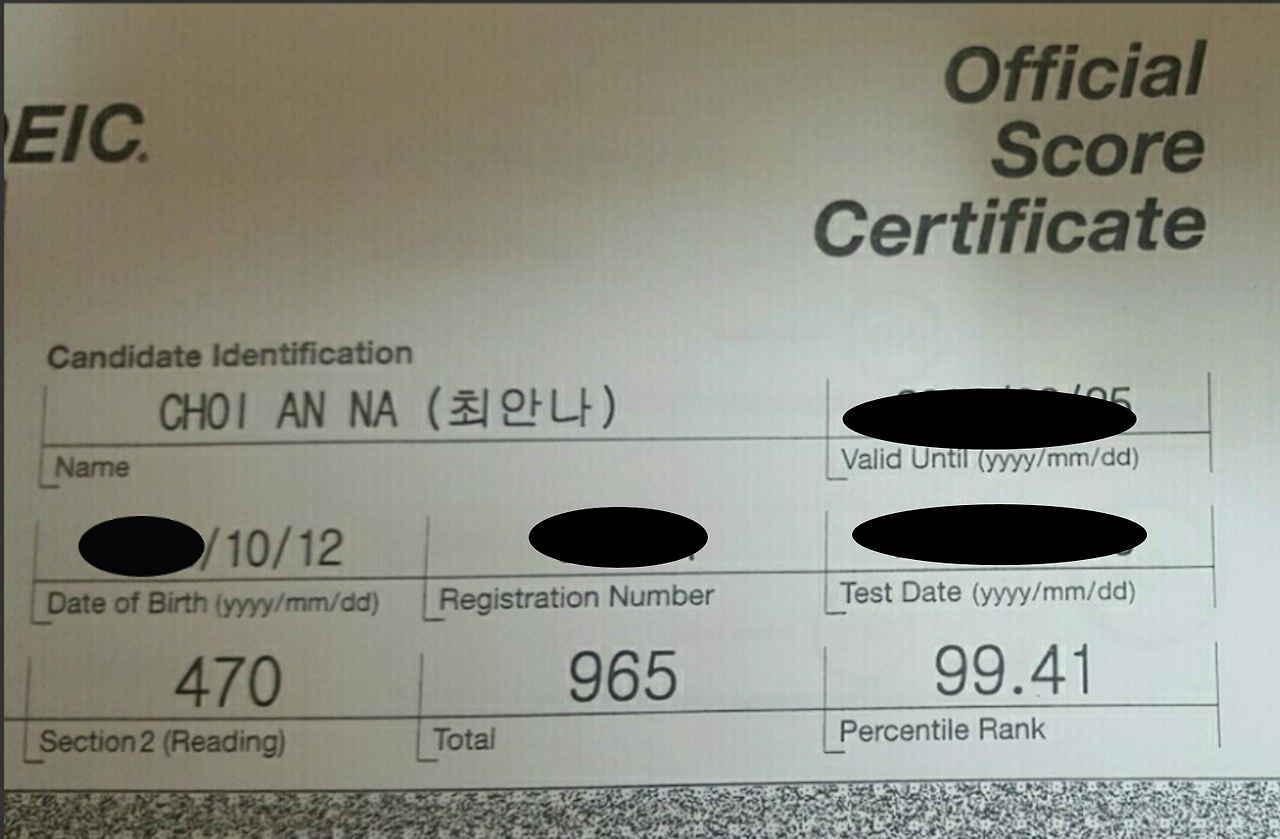 EIC.
Official
Score
Certificate
Candidate Identification
CHOI AN NA (최안나)
Name
Valid Until (yyyy/mm/dd)
/10/12
Date of Birth (yyyy/mm/dd)
Registration Number
Test Date (yyyy/mm/dd)
470
965
99.41
Section2 (Reading)
Total
Percentile Rank